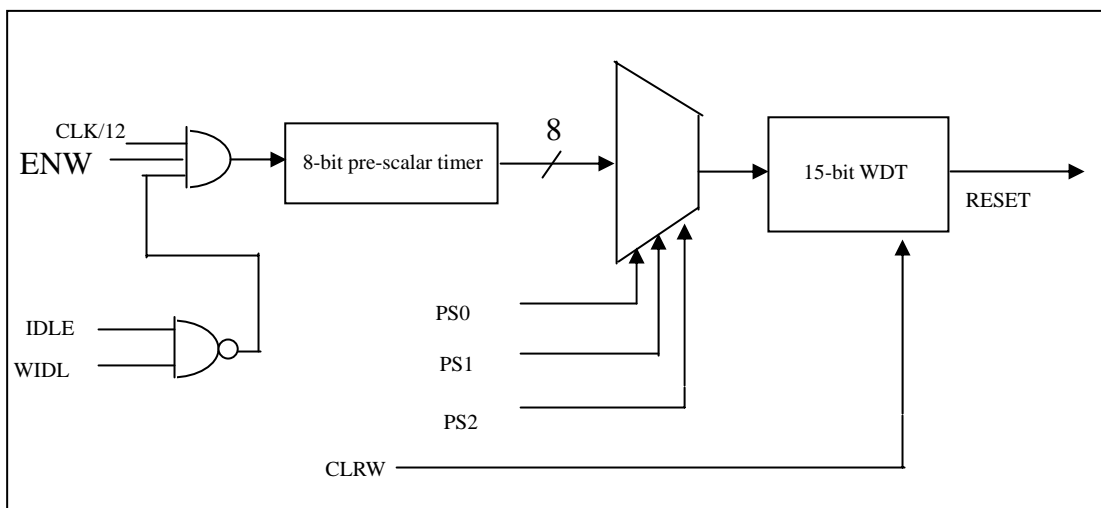 CLK/12
ENW
8-bit pre-scalar timer
8
15-bit WDT
RESET
IDLE
WIDL
PS0
PS1
PS2
CLRW